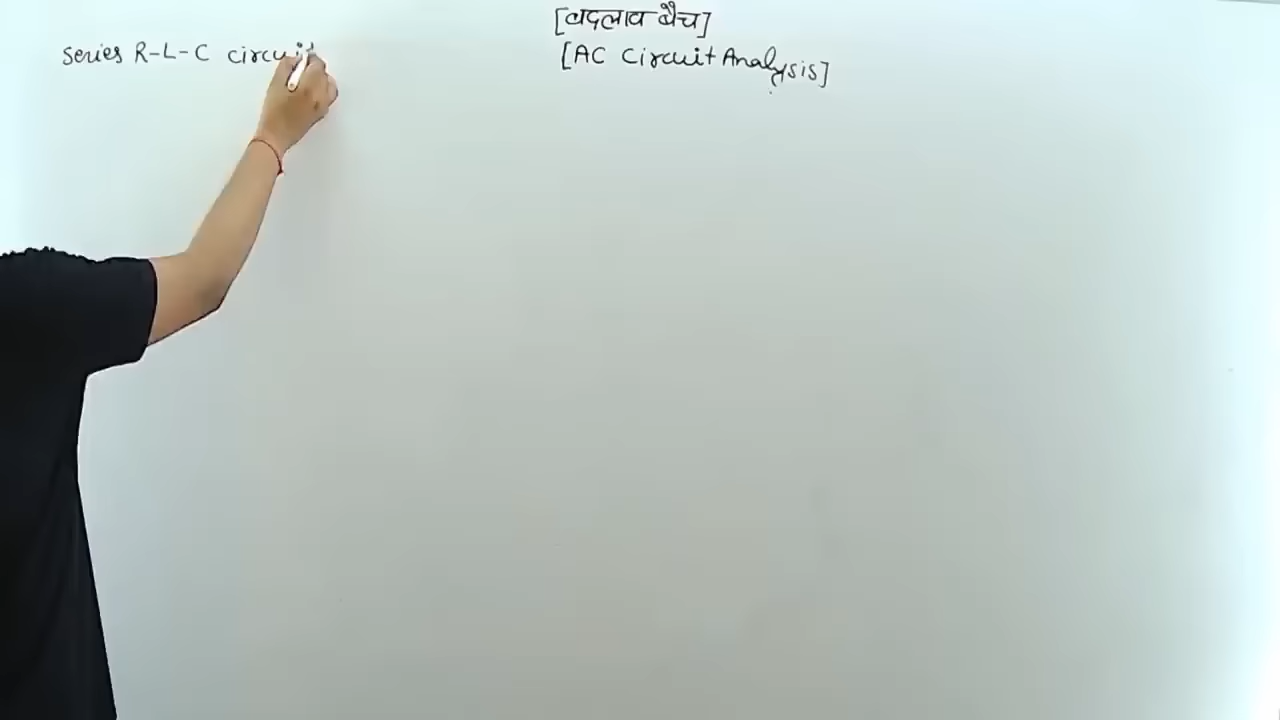 [बदलाव बैच]
[AC Circuit Analysis]
Series R-L-C circuit